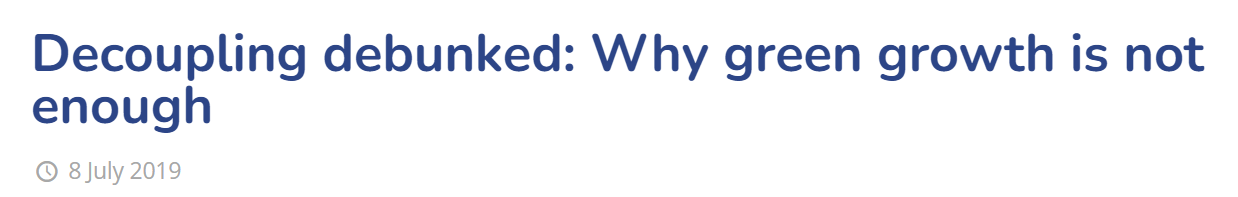 Decoupling debunked: Why green growth is not
enough
8 July 2019